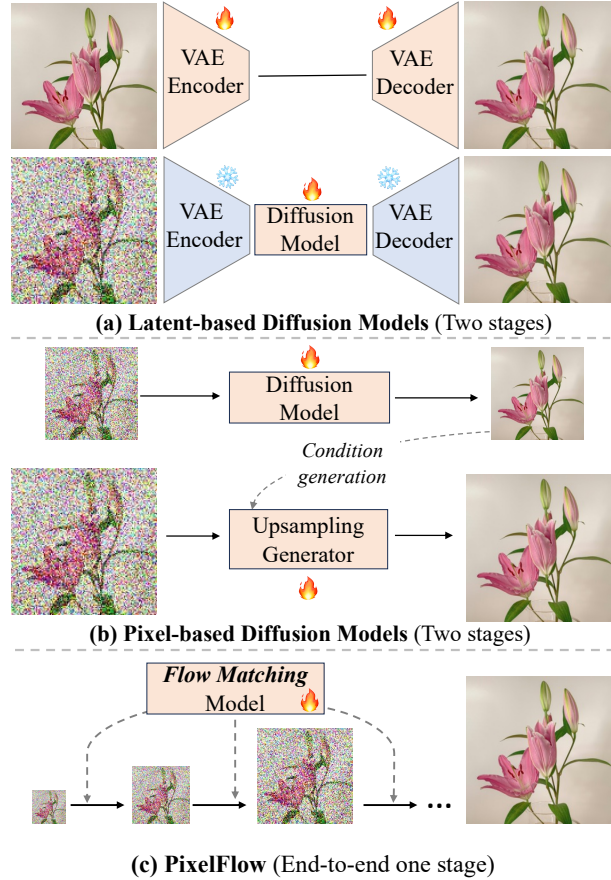 VAE
Encoder
VAE
Decoder
VAE
Encoder
Diffusion
Model
VAE
Decoder
(a) Latent-based Diffusion Models (Two stages)
Diffusion
Model
Condition
generation
Upsampling
Generator
(b) Pixel-based Diffusion Models (Two stages)
Flow Matching
Model
...
(c) PixelFlow (End-to-end one stage)